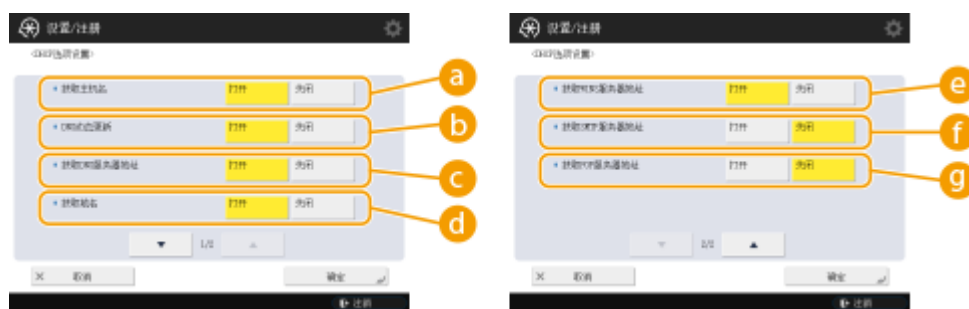 设置/注册
<DHCP选项设置>
获取主机名
打开
关闭
a
DNS动态更新
打开
关闭
b
获取DNS服务器地址
打开
关闭
c
获取域名
打开
关闭
d
1/2
取消
确定
注销
设置/注册
<DHCP选项设置>
获取WINS服务器地址
打开
关闭
e
获取SMTP服务器地址
打开
关闭
f
获取POP服务器地址
打开
关闭
g
2/2
取消
确定
注销